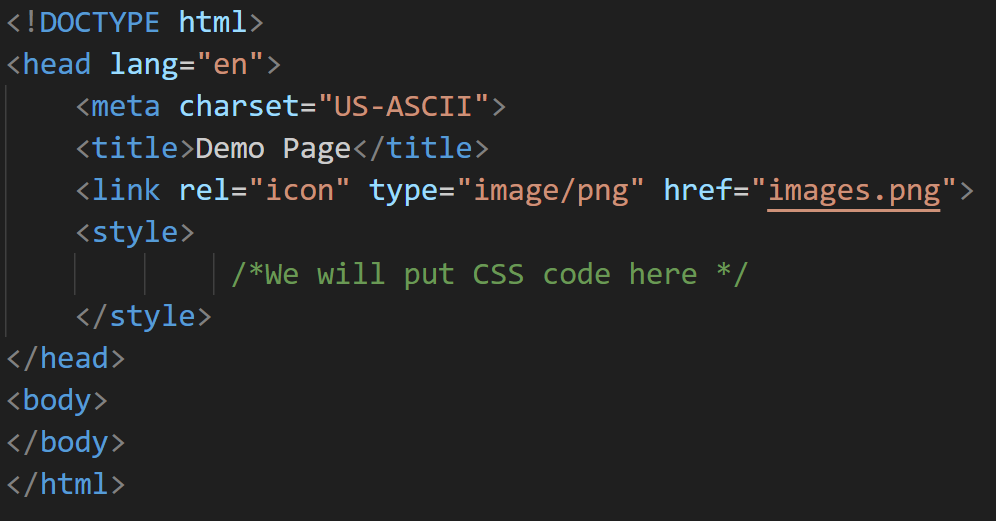 <!DOCTYPE html>
<head lang="en">
    <meta charset="US-ASCII">
    <title>Demo Page</title>
    <link rel="icon" type="image/png" href="images.png">
    <style>
             /*We will put CSS code here */
    </style>
</head>
<body>
</body>
</html>